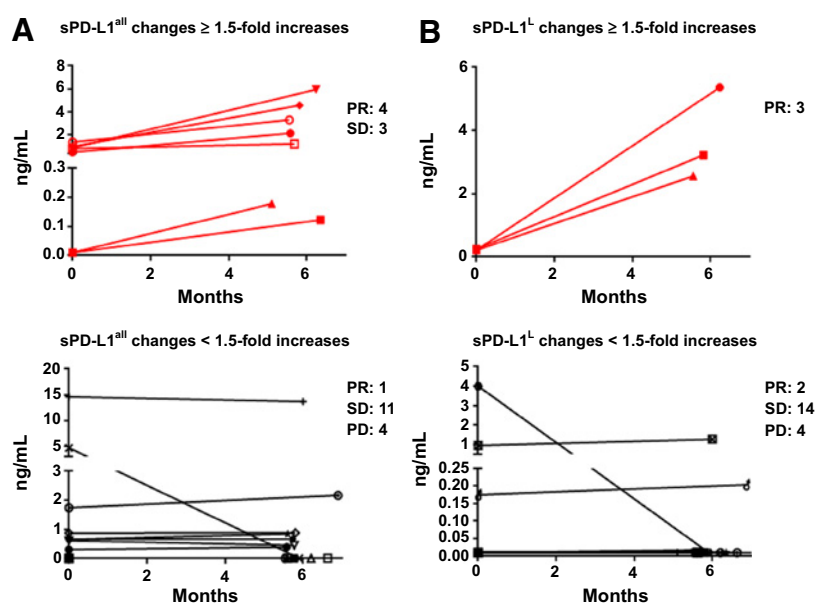 A
sPD-L1all changes ≥ 1.5-fold increases
8
6
4
2
0.3
0.2
0.1
0.0
0 2 4 6
ng/mL
Months
PR: 4
SD: 3
B
sPD-L1L changes ≥ 1.5-fold increases
6
4
2
0
0 2 4 6
ng/mL
Months
PR: 3
sPD-L1all changes < 1.5-fold increases
20
15
10
5
3
2
1
0
0 2 4 6
ng/mL
Months
PR: 1
SD: 11
PD: 4
sPD-L1L changes < 1.5-fold increases
5
4
3
2
1
0.25
0.20
0.15
0.10
0.05
0.00
0 2 4 6
ng/mL
Months
PR: 2
SD: 14
PD: 4